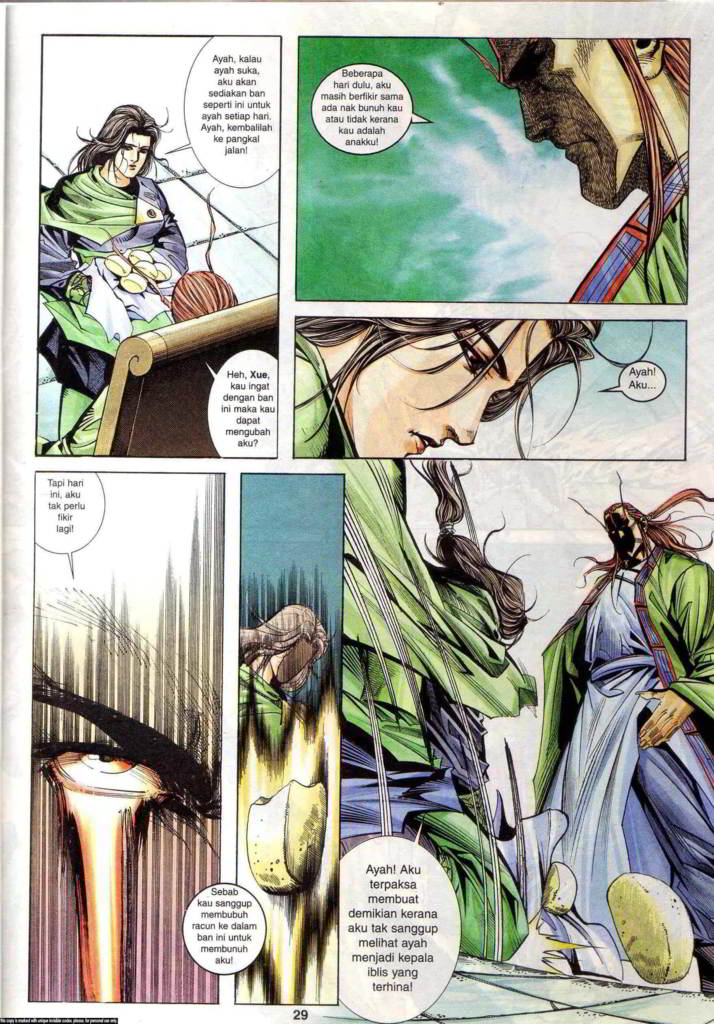 Ayah, kalau
ayah suka,
aku akan
sediakan ban
seperti ini untuk
ayah setiap hari.
Ayah, kembalilah
ke pangkal
jalan!
Heh, Xue,
kau ingat
dengan ban
ini maka kau
dapat
mengubah
aku?
Beberapa
hari dulu, aku
masih berfikir sama
ada nak bunuh kau
atau tidak kerana
kau adalah
anakku!
Ayah!
Aku...
Tapi hari
ini, aku
tak perlu
fikir
lagi!
Sebab
kau sanggup
membubuh
racun ke dalam
ban ini untuk
membunuh
aku!
Ayah! Aku
terpaksa
membuat
demikian kerana
aku tak sanggup
melihat ayah
menjadi kepala
iblis yang
terhina!
29